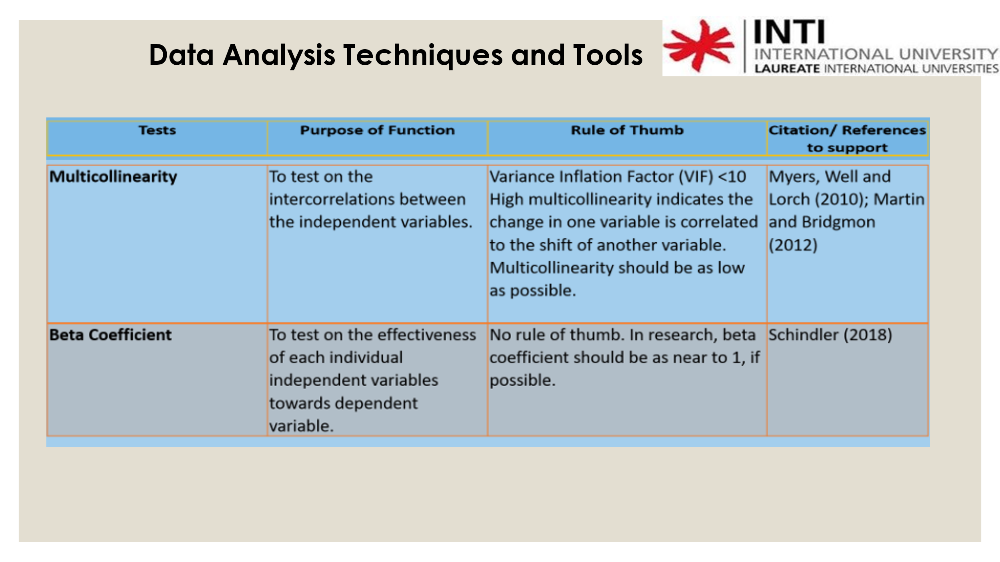 Data Analysis Techniques and Tools
INTI
INTERNATIONAL UNIVERSITY
LAUREATE INTERNATIONAL UNIVERSITIES
Tests
Purpose of Function
Rule of Thumb
Citation/ References
to support
Multicollinearity
To test on the
intercorrelations between
the independent variables.
Variance Inflation Factor (VIF) <10
High multicollinearity indicates the
change in one variable is correlated
to the shift of another variable.
Multicollinearity should be as low
as possible.
Myers, Well and
Lorch (2010); Martin
and Bridgmon
(2012)
Beta Coefficient
To test on the effectiveness
of each individual
independent variables
towards dependent
variable.
No rule of thumb. In research, beta
coefficient should be as near to 1, if
possible.
Schindler (2018)